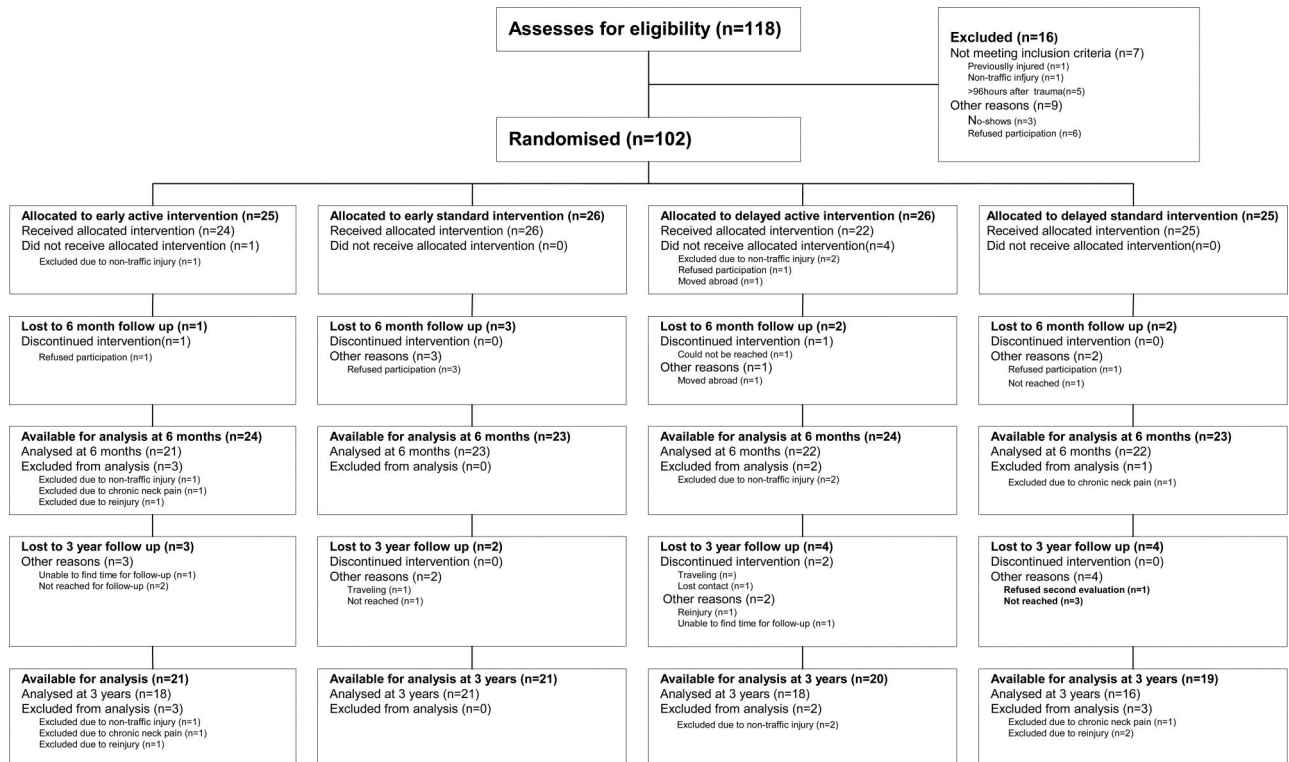 Assesses for eligibility (n=118)
Excluded (n=16)
Not meeting inclusion criteria (n=7)
Previouslly injured (n=1)
Non-traffic infjury (n=1)
>96hours after trauma(n=5)
Other reasons (n=9)
No-shows (n=3)
Refused participation (n=6)
Randomised (n=102)
Allocated to early active intervention (n=25)
Received allocated intervention (n=24)
Did not receive allocated intervention (n=1)
Excluded due to non-traffic injury (n=1)
Allocated to early standard intervention (n=26)
Received allocated intervention (n=26)
Did not receive allocated intervention (n=0)
Allocated to delayed active intervention (n=26)
Received allocated intervention (n=22)
Did not receive allocated intervention(n=4)
Excluded due to non-traffic injury (n=2)
Refused participation (n=1)
Moved abroad (n=1)
Allocated to delayed standard intervention (n=25)
Received allocated intervention (n=25)
Did not receive allocated intervention(n=0)
Lost to 6 month follow up (n=1)
Discontinued intervention(n=1)
Refused participation (n=1)
Lost to 6 month follow up (n=3)
Discontinued intervention (n=0)
Other reasons (n=3)
Refused participation (n=3)
Lost to 6 month follow up (n=2)
Discontinued intervention (n=1)
Could not be reached (n=1)
Other reasons (n=1)
Moved abroad (n=1)
Lost to 6 month follow up (n=2)
Discontinued intervention (n=0)
Other reasons (n=2)
Refused participation (n=1)
Not reached (n=1)
Available for analysis at 6 months (n=24)
Analysed at 6 months (n=21)
Excluded from analysis (n=3)
Excluded due to non-traffic injury (n=1)
Excluded due to chronic neck pain (n=1)
Excluded due to reinjury (n=1)
Available for analysis at 6 months (n=23)
Analysed at 6 months (n=23)
Excluded from analysis (n=0)
Available for analysis at 6 months (n=24)
Analysed at 6 months (n=22)
Excluded from analysis (n=2)
Excluded due to non-traffic injury (n=2)
Available for analysis at 6 months (n=23)
Analysed at 6 months (n=22)
Excluded from analysis (n=1)
Excluded due to chronic neck pain (n=1)
Lost to 3 year follow up (n=3)
Other reasons (n=3)
Unable to find time for follow-up (n=1)
Not reached for follow-up (n=2)
Lost to 3 year follow up (n=2)
Discontinued intervention (n=0)
Other reasons (n=2)
Traveling (n=1)
Not reached (n=1)
Lost to 3 year follow up (n=4)
Discontinued intervention (n=2)
Traveling (n=)
Lost contact (n=1)
Other reasons (n=2)
Reinjury (n=1)
Unable to find time for follow-up (n=1)
Lost to 3 year follow up (n=4)
Discontinued intervention (n=0)
Other reasons (n=4)
Refused second evaluation (n=1)
Not reached (n=3)
Available for analysis (n=21)
Analysed at 3 years (n=18)
Excluded from analysis (n=3)
Excluded due to non-traffic injury (n=1)
Excluded due to chronic neck pain (n=1)
Excluded due to reinjury (n=1)
Available for analysis at 3 years (n=21)
Analysed at 3 years (n=21)
Excluded from analysis (n=0)
Available for analysis at 3 years (n=20)
Analysed at 3 years (n=18)
Excluded from analysis (n=2)
Excluded due to non-traffic injury (n=2)
Available for analysis at 3 years (n=19)
Analysed at 3 years (n=16)
Excluded from analysis (n=3)
Excluded due to chronic neck pain (n=1)
Excluded due to reinjury (n=2)